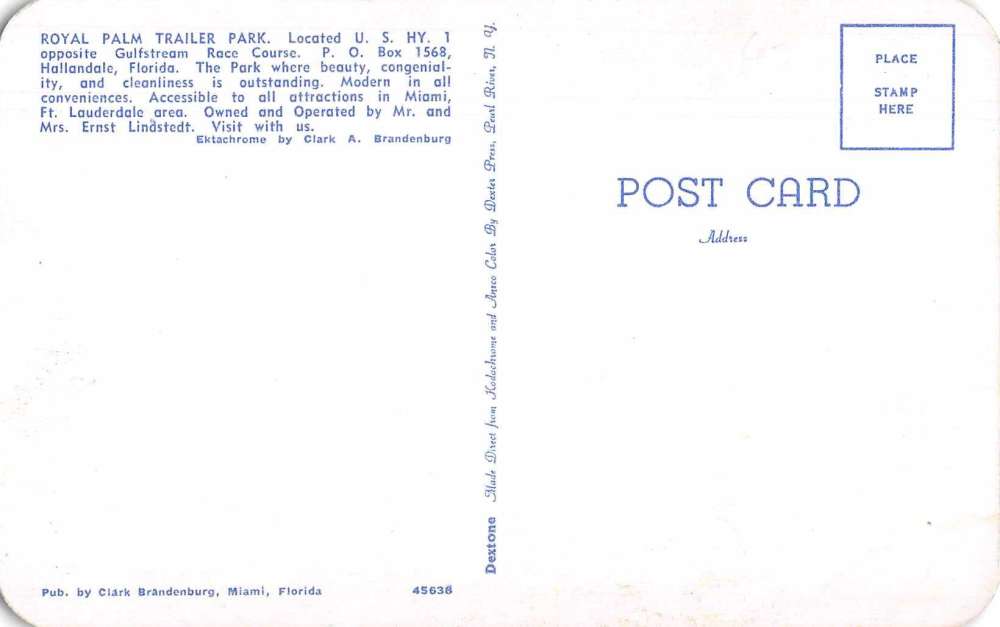 ROYAL PALM TRAILER PARK. Located U. S. HY. 1
opposite Gulfstream Race Course. P. O. Box 1568,
Hallandale, Florida. The Park where beauty, congenial-
ity, and cleanliness is outstanding. Modern in all
conveniences. Accessible to all attractions in Miami,
Ft. Lauderdale area. Owned and Operated by Mr. and
Mrs. Ernst Lindstedt. Visit with us.
Ektachrome by Clark A. Brandenburg
Pub. by Clark Brandenburg, Miami, Florida
45638
Dextone Made Direct from Kodachrome and Ansco Color By Dexter Press, Pearl River, N. Y.
PLACE
STAMP
HERE
POST CARD
Address